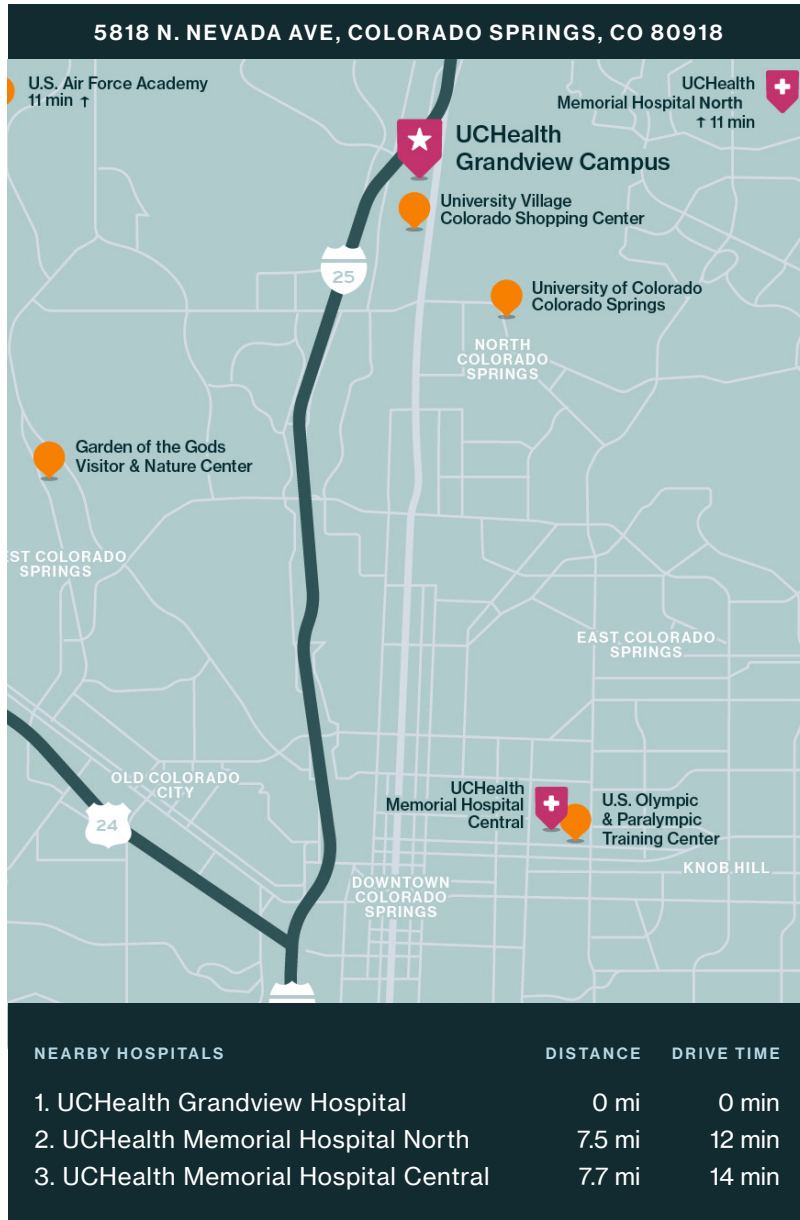 5818 N. NEVADA AVE, COLORADO SPRINGS, CO 80918
U.S. Air Force Academy
11 min ↑
UCHealth
Memorial Hospital North
↑ 11 min
UCHealth
Grandview Campus
University Village
Colorado Shopping Center
25
University of Colorado
Colorado Springs
NORTH
COLORADO
SPRINGS
Garden of the Gods
Visitor & Nature Center
EST COLORADO
SPRINGS
EAST COLORADO
SPRINGS
OLD COLORADO
CITY
24
UCHealth
Memorial Hospital
Central
U.S. Olympic
& Paralympic
Training Center
KNOB HILL
DOWNTOWN
COLORADO
SPRINGS
NEARBY HOSPITALS DISTANCE DRIVE TIME
1. UCHealth Grandview Hospital 0 mi 0 min
2. UCHealth Memorial Hospital North 7.5 mi 12 min
3. UCHealth Memorial Hospital Central 7.7 mi 14 min